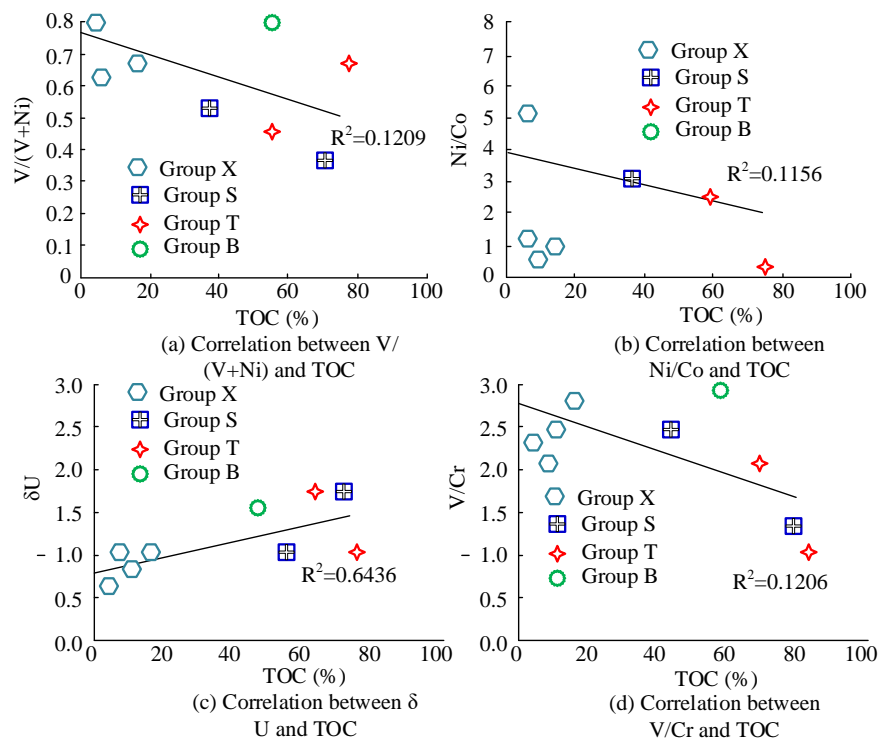 0.8
0.7
0.6
0.5
0.4
0.3
0.2
0.1
0
V/(V+Ni)
R²=0.1209
Group X
Group S
Group T
Group B
0 20 40 60 80 100
TOC (%)
(a) Correlation between V/
(V+Ni) and TOC
8
7
6
5
4
3
2
1
0
Ni/Co
Group X
Group S
Group T
Group B
R²=0.1156
0 20 40 60 80 100
TOC (%)
(b) Correlation between
Ni/Co and TOC
3.0
2.5
2.0
1.5
1.0
0.5
0.0
δU
Group X
Group S
Group T
Group B
R²=0.6436
0 20 40 60 80 100
TOC (%)
(c) Correlation between δ
U and TOC
3.0
2.5
2.0
1.5
1.0
0.5
0.0
V/Cr
Group X
Group S
Group T
Group B
R²=0.1206
0 20 40 60 80 100
TOC (%)
(d) Correlation between
V/Cr and TOC